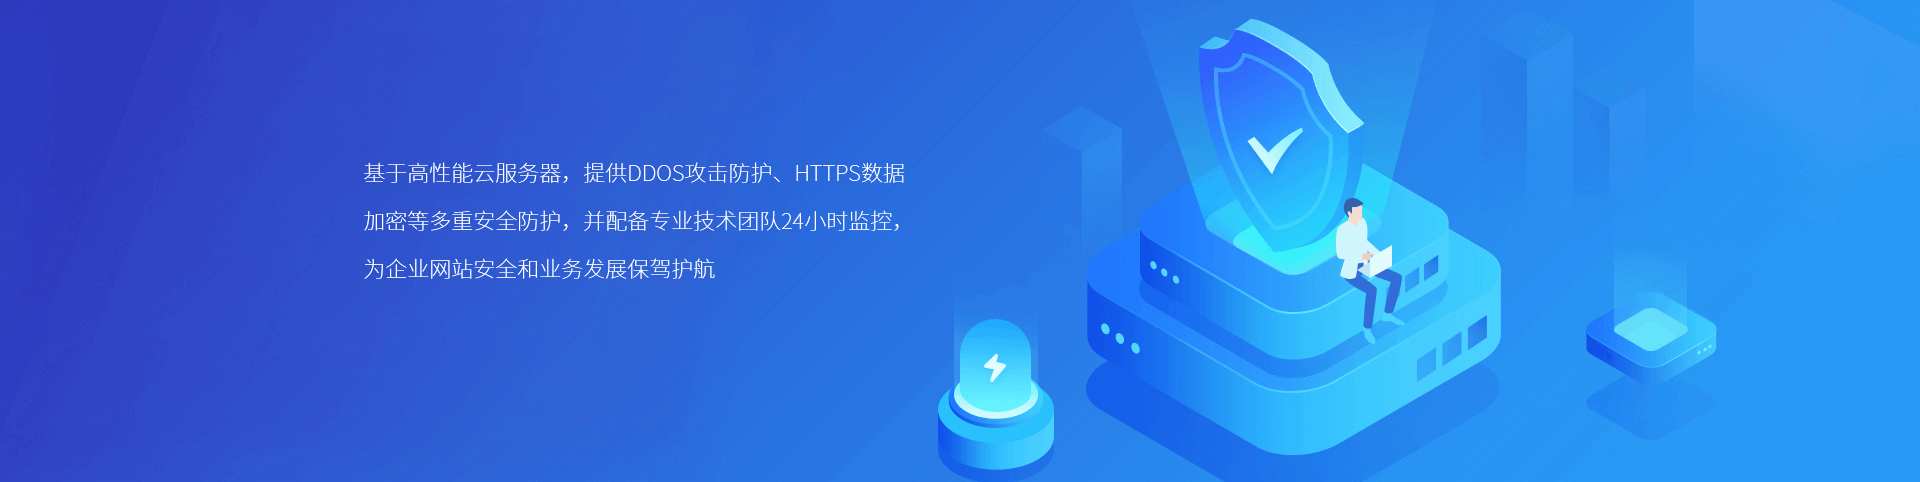 基于高性能云服务器，提供DDOS攻击防护、HTTPS数据
加密等多重安全防护，并配备专业技术团队24小时监控，
为企业网站安全和业务发展保驾护航